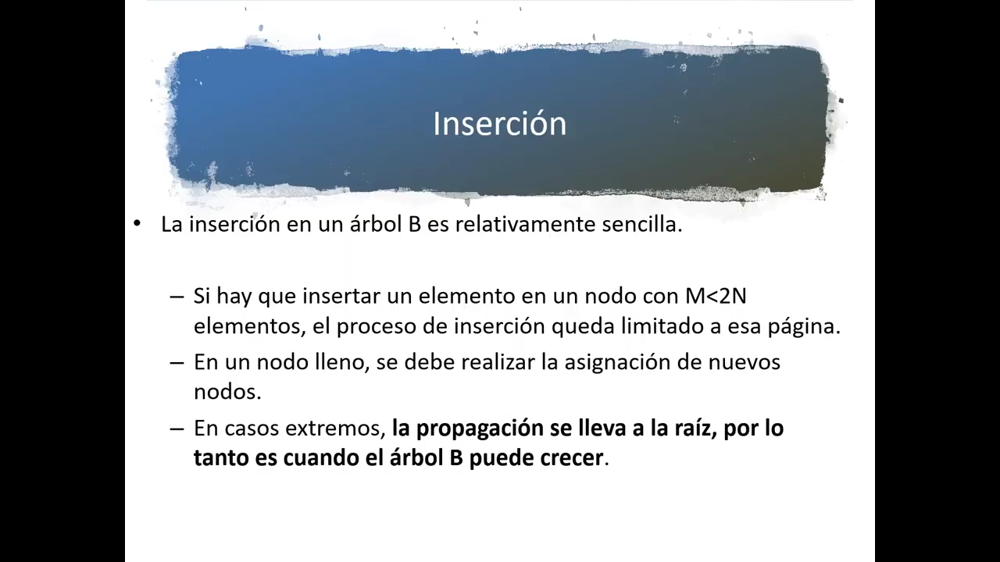 Inserción
• La inserción en un árbol B es relativamente sencilla.
– Si hay que insertar un elemento en un nodo con M<2N
elementos, el proceso de inserción queda limitado a esa página.
– En un nodo lleno, se debe realizar la asignación de nuevos
nodos.
– En casos extremos, la propagación se lleva a la raíz, por lo
tanto es cuando el árbol B puede crecer.